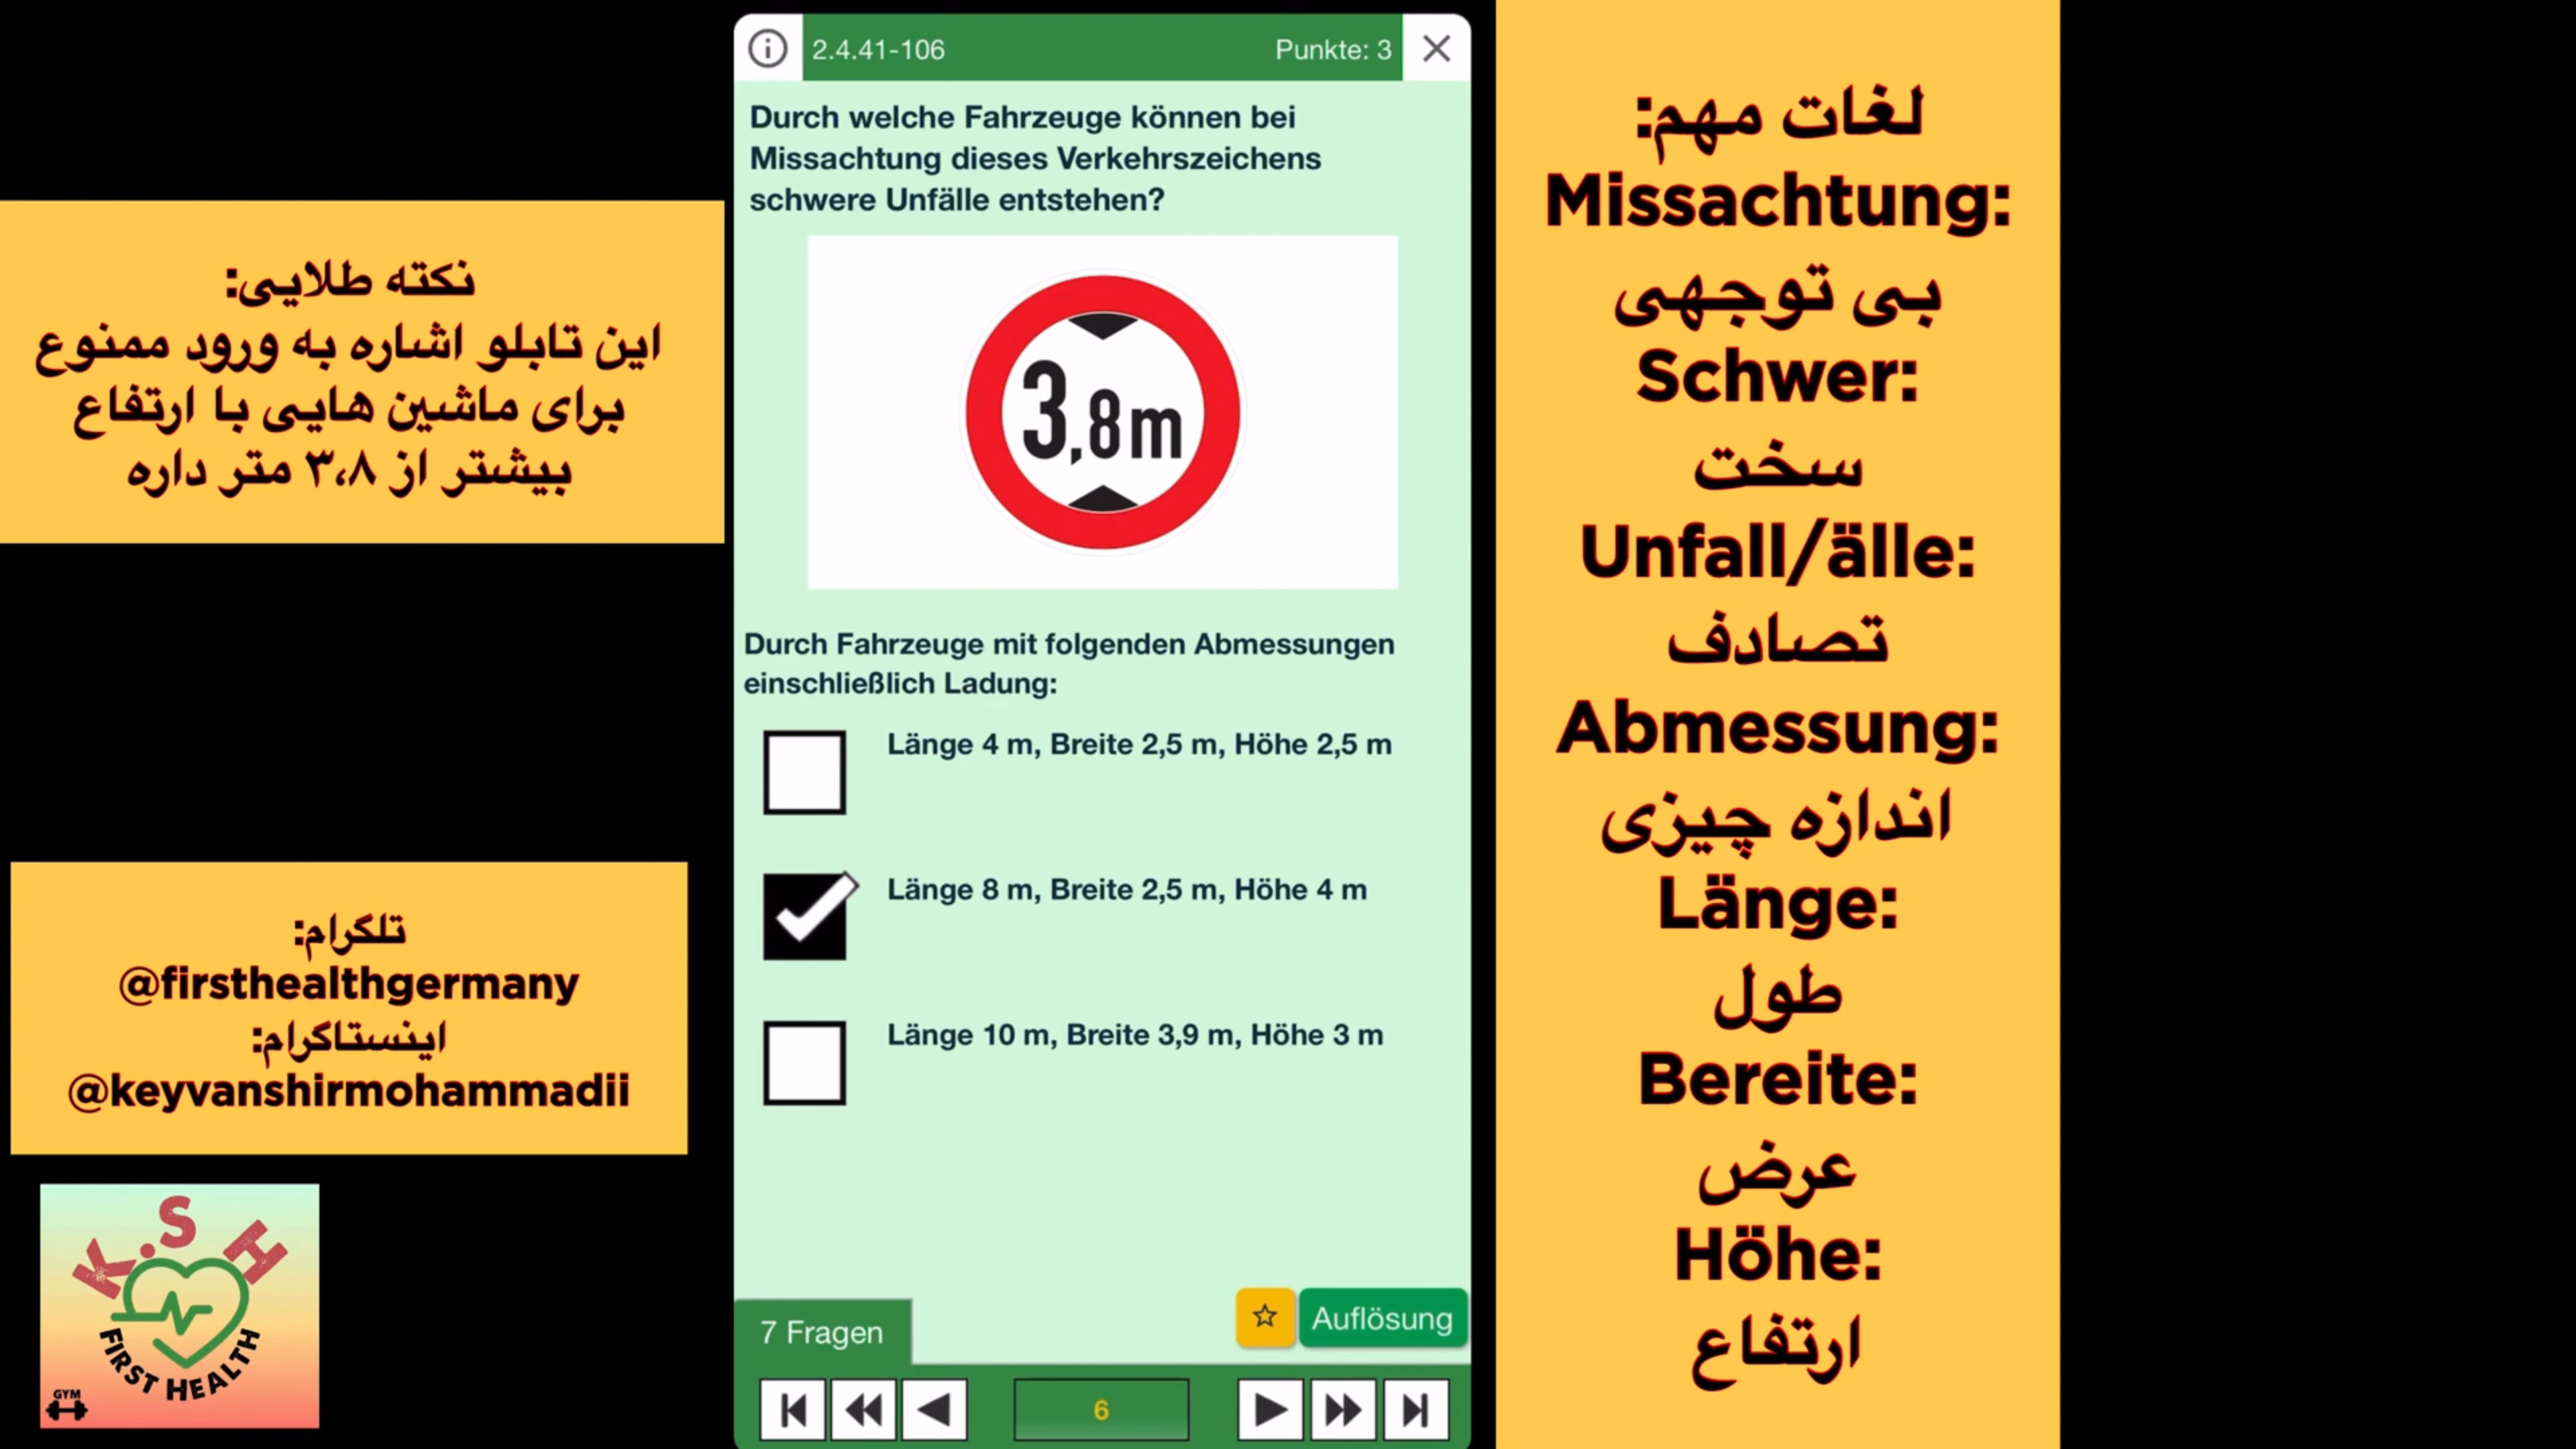 نکته طلایی:
این تابلو اشاره به ورود ممنوع
برای ماشین هایی با ارتفاع
بیشتر از ۳،۸ متر داره
تلگرام:
@firsthealthgermany
اینستاگرام:
@keyvanshirmohammadii
K.SH
FIRST HEALTH
GYM
2.4.41-106
Punkte: 3
Durch welche Fahrzeuge können bei
Missachtung dieses Verkehrszeichens
schwere Unfälle entstehen?
3,8m
Durch Fahrzeuge mit folgenden Abmessungen
einschließlich Ladung:
Länge 4 m, Breite 2,5 m, Höhe 2,5 m
Länge 8 m, Breite 2,5 m, Höhe 4 m
Länge 10 m, Breite 3,9 m, Höhe 3 m
Auflösung
7 Fragen
6
لغات مهم:
Missachtung:
بی توجهی
Schwer:
سخت
Unfall/älle:
تصادف
Abmessung:
اندازه چیزی
Länge:
طول
Bereite:
عرض
Höhe:
ارتفاع